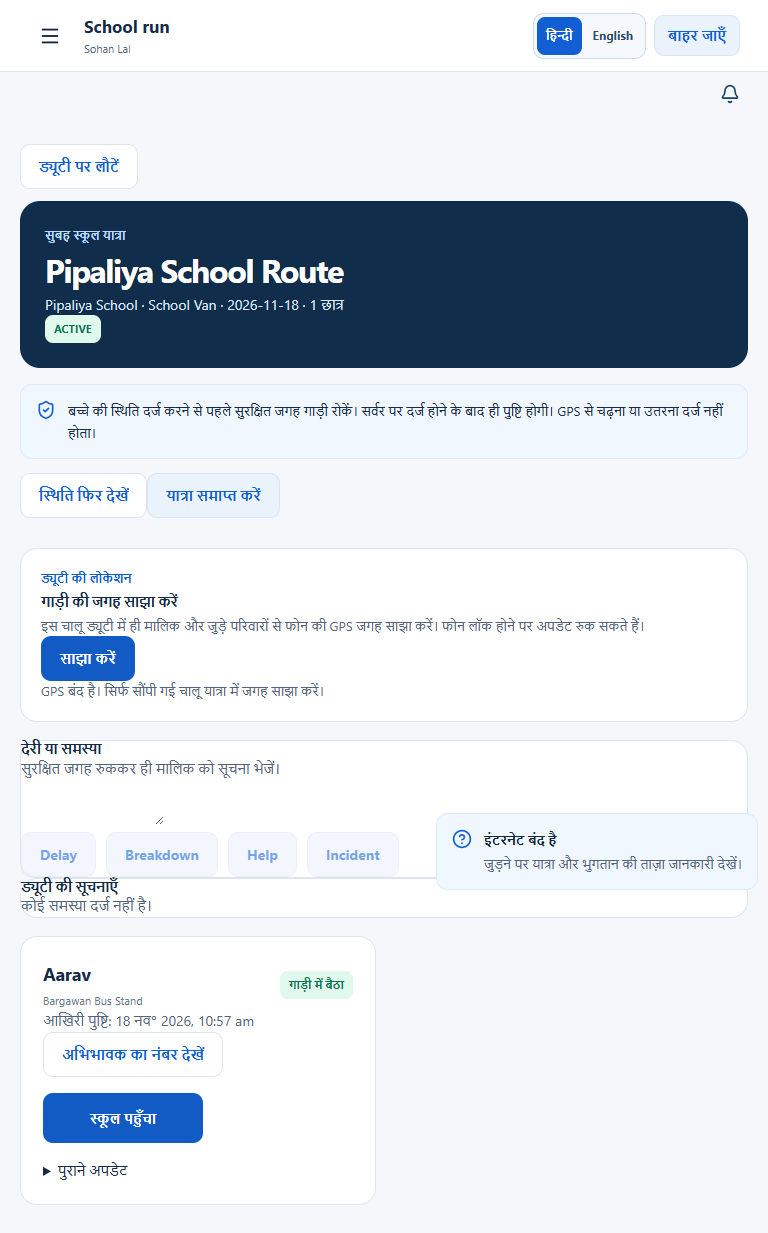 School run
Sohan Lal
हिन्दी
English
बाहर जाएँ
ड्यूटी पर लौटें
सुबह स्कूल यात्रा
Pipaliya School Route
Pipaliya School · School Van · 2026-11-18 · 1 छात्र
ACTIVE
बच्चे की स्थिति दर्ज करने से पहले सुरक्षित जगह गाड़ी रोकें। सर्वर पर दर्ज होने के बाद ही पुष्टि होगी। GPS से चढ़ना या उतरना दर्ज नहीं
होता।
स्थिति फिर देखें
यात्रा समाप्त करें
ड्यूटी की लोकेशन
गाड़ी की जगह साझा करें
इस चालू ड्यूटी में ही मालिक और जुड़े परिवारों से फोन की GPS जगह साझा करें। फोन लॉक होने पर अपडेट रुक सकते हैं।
साझा करें
GPS बंद है। सिर्फ सौंपी गई चालू यात्रा में जगह साझा करें।
देरी या समस्या
सुरक्षित जगह रुककर ही मालिक को सूचना भेजें।
Delay
Breakdown
Help
Incident
इंटरनेट बंद है
जुड़ने पर यात्रा और भुगतान की ताज़ा जानकारी देखें।
ड्यूटी की सूचनाएँ
कोई समस्या दर्ज नहीं है।
Aarav
गाड़ी में बैठा
Bargawan Bus Stand
आखिरी पुष्टि: 18 नव॰ 2026, 10:57 am
अभिभावक का नंबर देखें
स्कूल पहुँचा
पुराने अपडेट